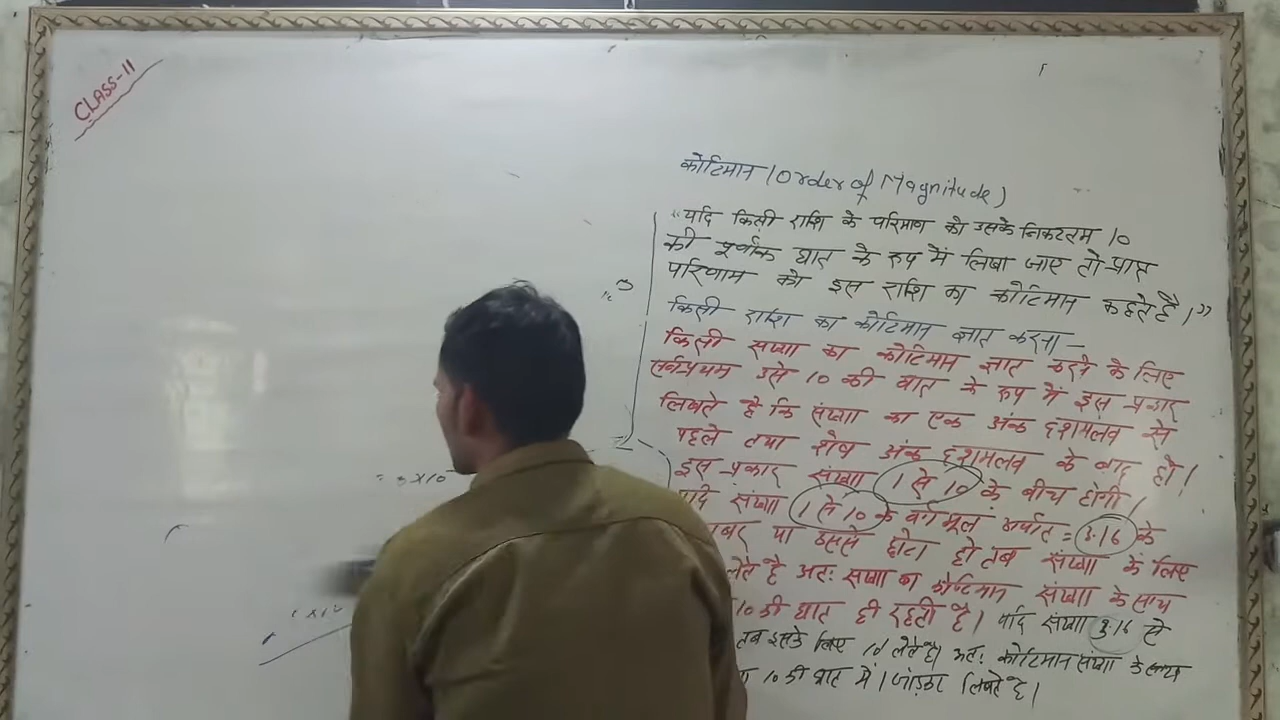 CLASS-11
कोटिमान (Order of Magnitude)
"यदि किसी राशि के परिमाण को उसके निकटतम 10
की पूर्णांक घात के रूप में लिखा जाए तो प्राप्त
परिणाम को इस राशि का कोटिमान कहते है।"
किसी राशि का कोटिमान ज्ञात करना –
किसी संख्या का कोटिमान ज्ञात करने के लिए
सर्वप्रथम उसे 10 की घात के रूप में इस प्रकार
लिखते है कि संख्या का एक अंक दशमलव से
पहले तथा शेष अंक दशमलव के बाद हो।
इस प्रकार संख्या 1 से 10 के बीच होगी।
यदि संख्या 1 से 10 के वर्गमूल अर्थात = 3.16 के
या उससे छोटी हो तब संख्या के लिए
लेते है अतः संख्या का कोटिमान संख्या के साथ
10 की घात ही रहती है। यदि संख्या 3.16 से
तब इसके लिए 10 लेते है। अतः कोटिमान संख्या के साथ
10 की घात में 1 जोड़कर लिखते है।
= 3 × 10